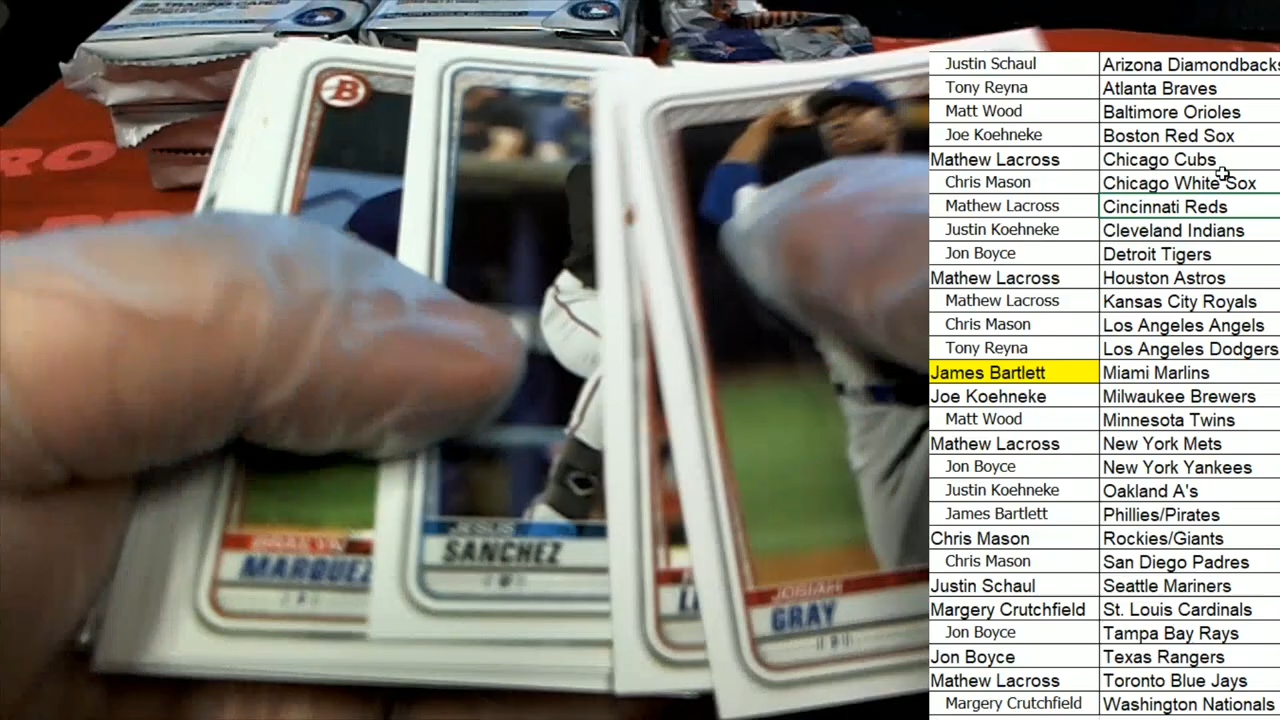 TRADING CARDS
RO
B
BRAILYN
MARQUEZ
JESUS
SANCHEZ
JOSIAH
GRAY
Justin Schaul Arizona Diamondbacks
Tony Reyna Atlanta Braves
Matt Wood Baltimore Orioles
Joe Koehneke Boston Red Sox
Mathew Lacross Chicago Cubs
Chris Mason Chicago White Sox
Mathew Lacross Cincinnati Reds
Justin Koehneke Cleveland Indians
Jon Boyce Detroit Tigers
Mathew Lacross Houston Astros
Mathew Lacross Kansas City Royals
Chris Mason Los Angeles Angels
Tony Reyna Los Angeles Dodgers
James Bartlett Miami Marlins
Joe Koehneke Milwaukee Brewers
Matt Wood Minnesota Twins
Mathew Lacross New York Mets
Jon Boyce New York Yankees
Justin Koehneke Oakland A's
James Bartlett Phillies/Pirates
Chris Mason Rockies/Giants
Chris Mason San Diego Padres
Justin Schaul Seattle Mariners
Margery Crutchfield St. Louis Cardinals
Jon Boyce Tampa Bay Rays
Jon Boyce Texas Rangers
Mathew Lacross Toronto Blue Jays
Margery Crutchfield Washington Nationals